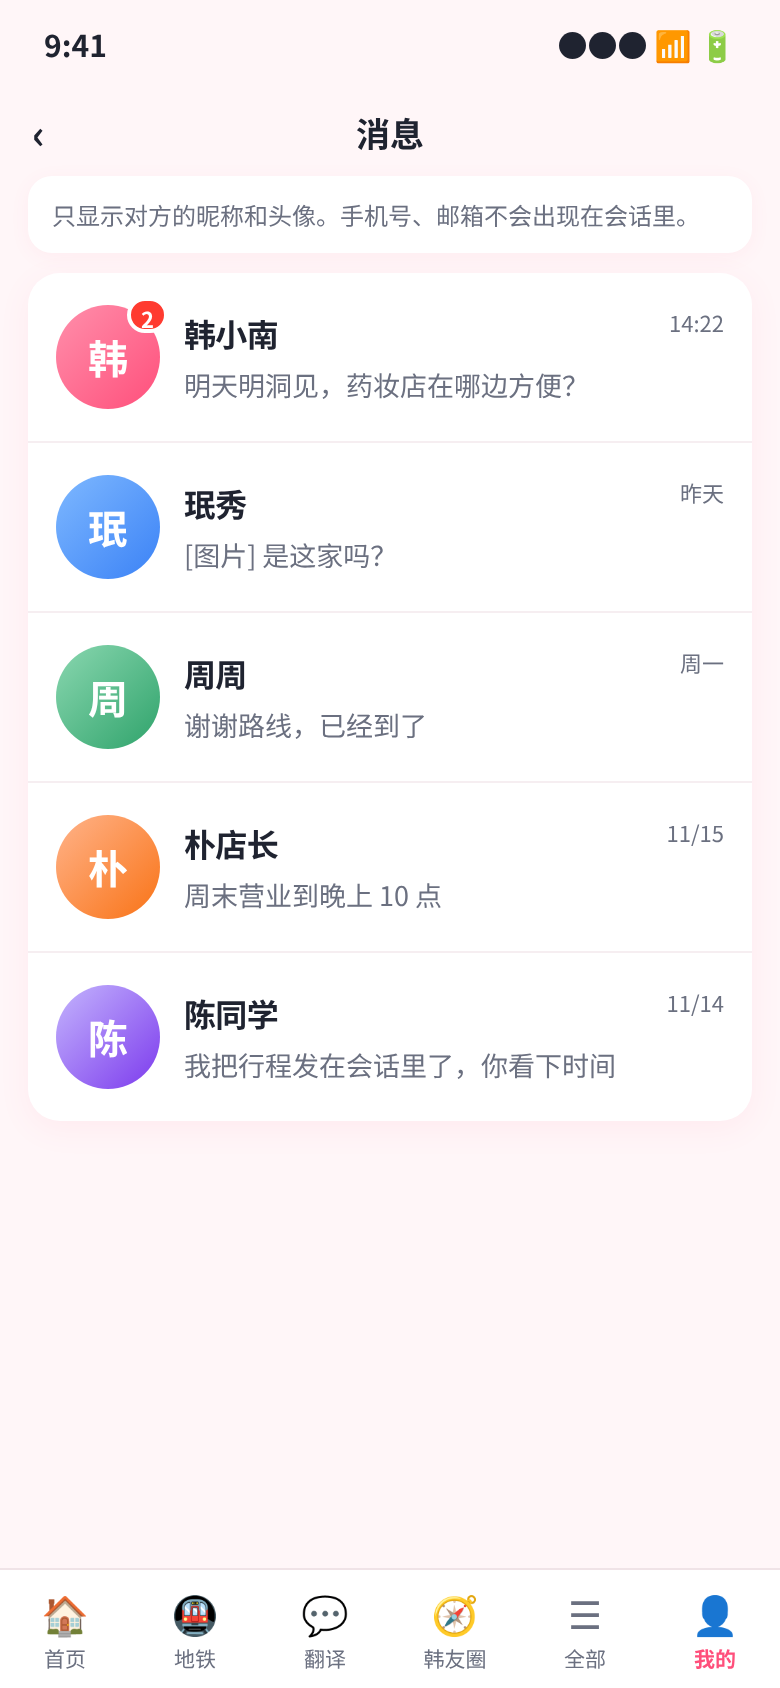 9:41
消息
只显示对方的昵称和头像。手机号、邮箱不会出现在会话里。
韩
2
韩小南
14:22
明天明洞见，药妆店在哪边方便？
珉
珉秀
昨天
[图片] 是这家吗？
周
周周
周一
谢谢路线，已经到了
朴
朴店长
11/15
周末营业到晚上 10 点
陈
陈同学
11/14
我把行程发在会话里了，你看下时间
首页
地铁
翻译
韩友圈
全部
我的